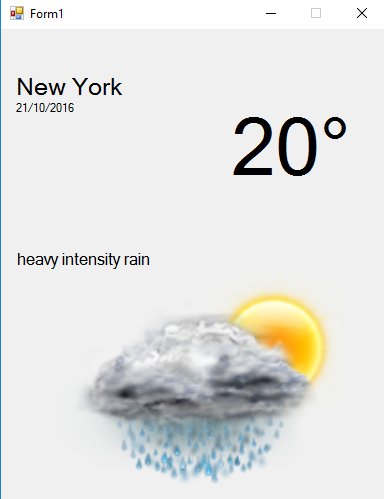 Form1
New York
21/10/2016
20°
heavy intensity rain